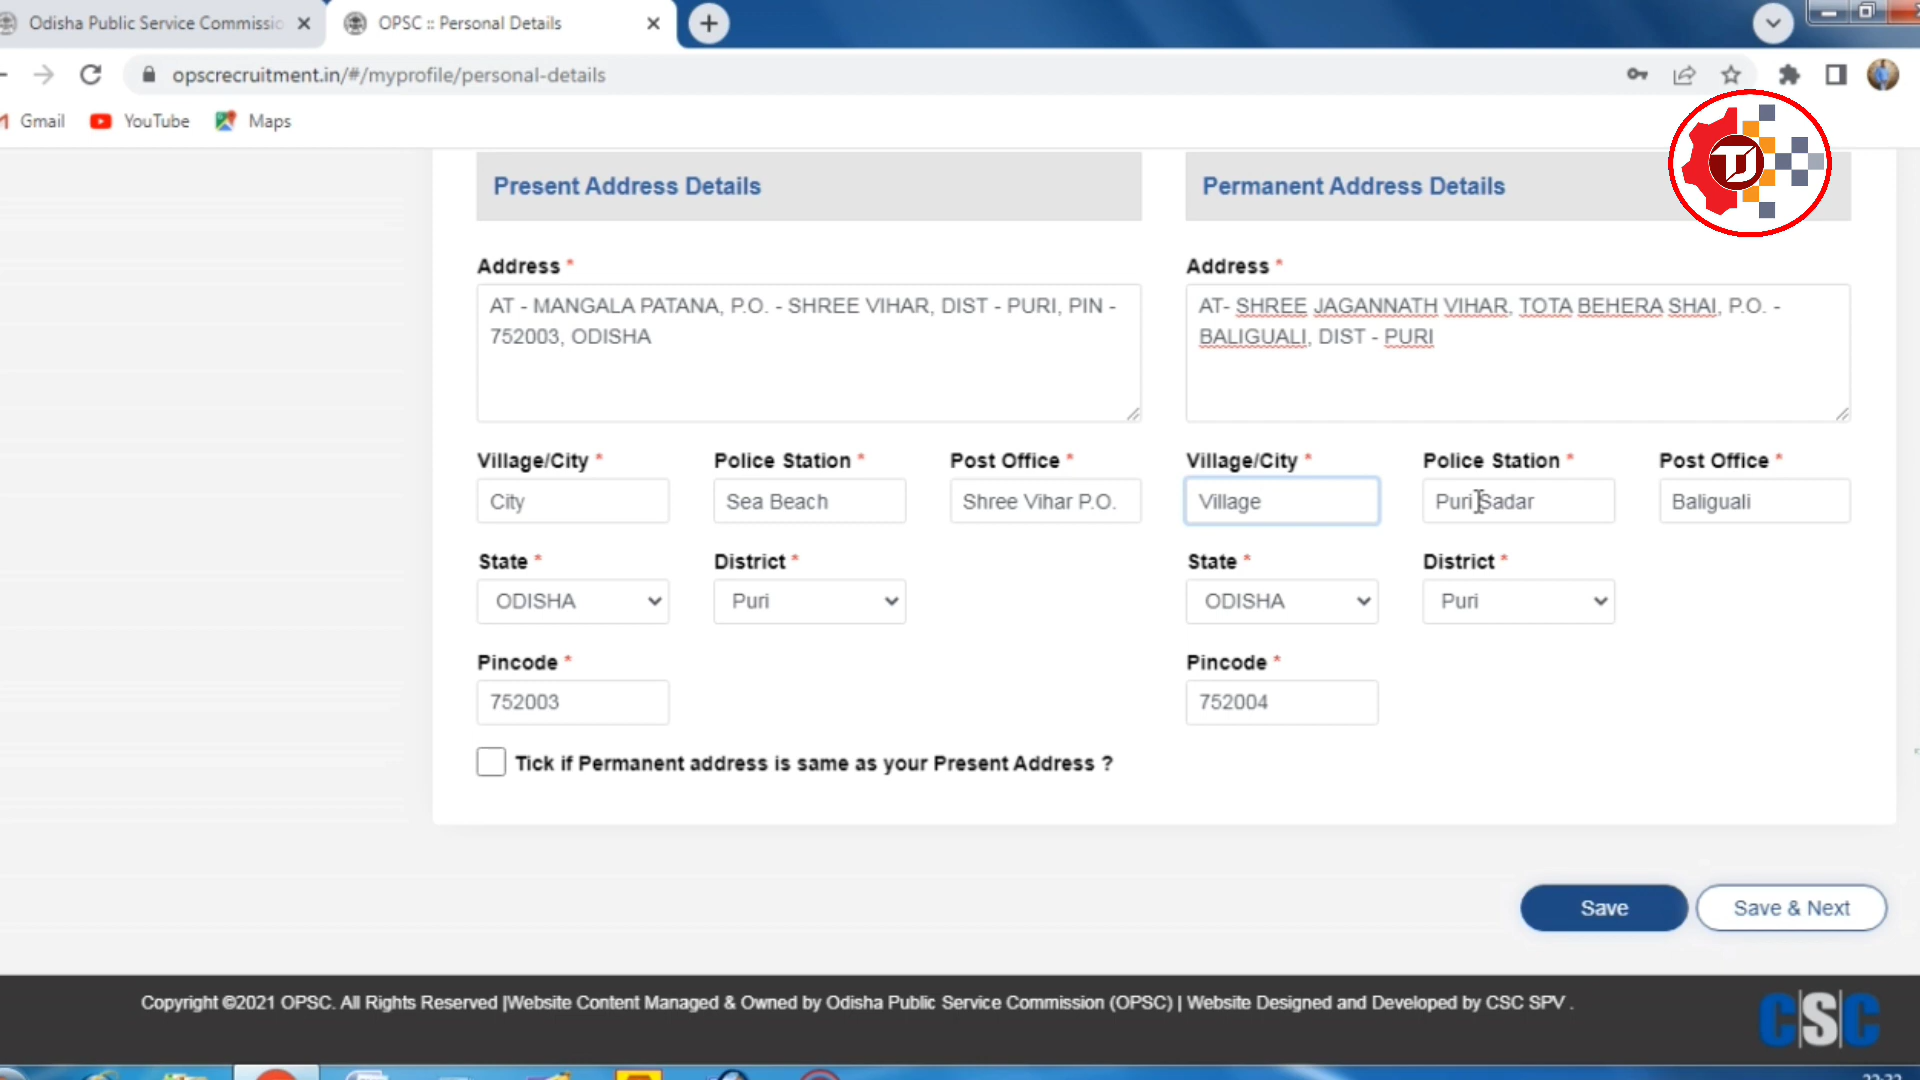 Odisha Public Service Commissio
OPSC :: Personal Details
opscrecruitment.in/#/myprofile/personal-details
Gmail
YouTube
Maps
Present Address Details
Permanent Address Details
Address *
AT - MANGALA PATANA, P.O. - SHREE VIHAR, DIST - PURI, PIN -
752003, ODISHA
Address *
AT- SHREE JAGANNATH VIHAR, TOTA BEHERA SHAI, P.O. -
BALIGUALI, DIST - PURI
Village/City * Police Station * Post Office *
City Sea Beach Shree Vihar P.O.
Village/City * Police Station * Post Office *
Village Puri Sadar Baliguali
State * District *
ODISHA Puri
State * District *
ODISHA Puri
Pincode *
752003
Pincode *
752004
Tick if Permanent address is same as your Present Address ?
Save
Save & Next
Copyright ©2021 OPSC. All Rights Reserved |Website Content Managed & Owned by Odisha Public Service Commission (OPSC) | Website Designed and Developed by CSC SPV .
CSC